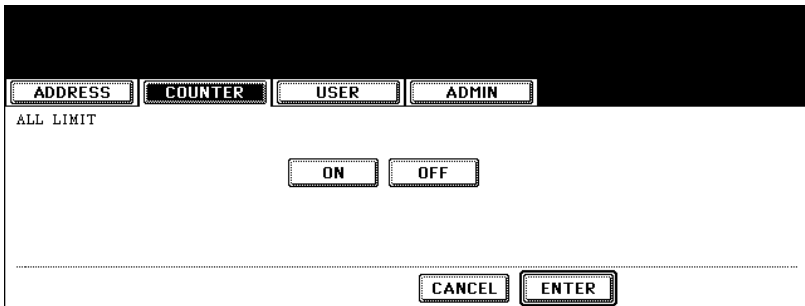 ADDRESS COUNTER USER ADMIN
ALL LIMIT
ON OFF
CANCEL ENTER